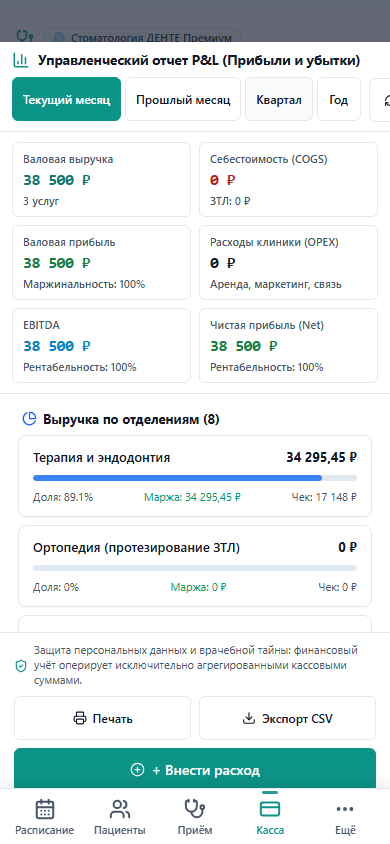 Стоматология ДЕНТЕ Премиум
Управленческий отчет P&L (Прибыли и убытки)
Текущий месяц
Прошлый месяц
Квартал
Год
Валовая выручка
38 500 ₽
3 услуг
Себестоимость (COGS)
0 ₽
ЗТЛ: 0 ₽
Валовая прибыль
38 500 ₽
Маржинальность: 100%
Расходы клиники (OPEX)
0 ₽
Аренда, маркетинг, связь
EBITDA
38 500 ₽
Рентабельность: 100%
Чистая прибыль (Net)
38 500 ₽
Рентабельность: 100%
Выручка по отделениям (8)
Терапия и эндодонтия 34 295,45 ₽
Доля: 89.1% Маржа: 34 295,45 ₽ Чек: 17 148 ₽
Ортопедия (протезирование ЗТЛ) 0 ₽
Доля: 0% Маржа: 0 ₽ Чек: 0 ₽
Защита персональных данных и врачебной тайны: финансовый
учёт оперирует исключительно агрегированными кассовыми
суммами.
Печать
Экспорт CSV
+ Внести расход
Расписание
Пациенты
Приём
Касса
Ещё